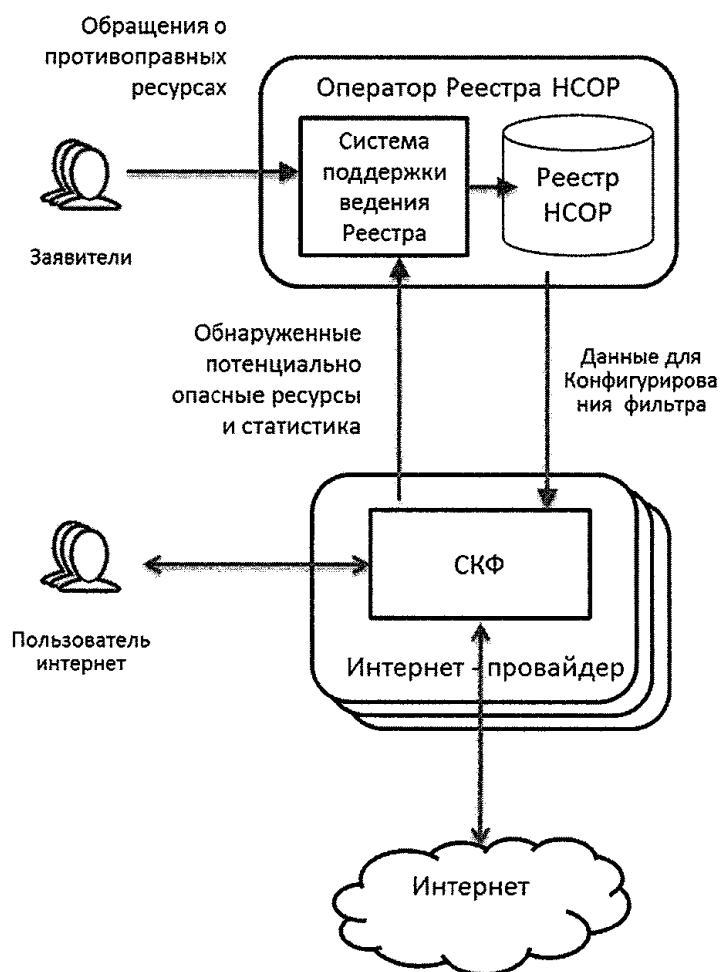 Обращения о
противоправных
ресурсах
Оператор Реестра НСОР
Система
поддержки
ведения
Реестра
Реестр
НСОР
Заявители
Обнаруженные
потенциально
опасные ресурсы
и статистика
Данные для
Конфигурирова
ния фильтра
СКФ
Пользователь
интернет
Интернет - провайдер
Интернет